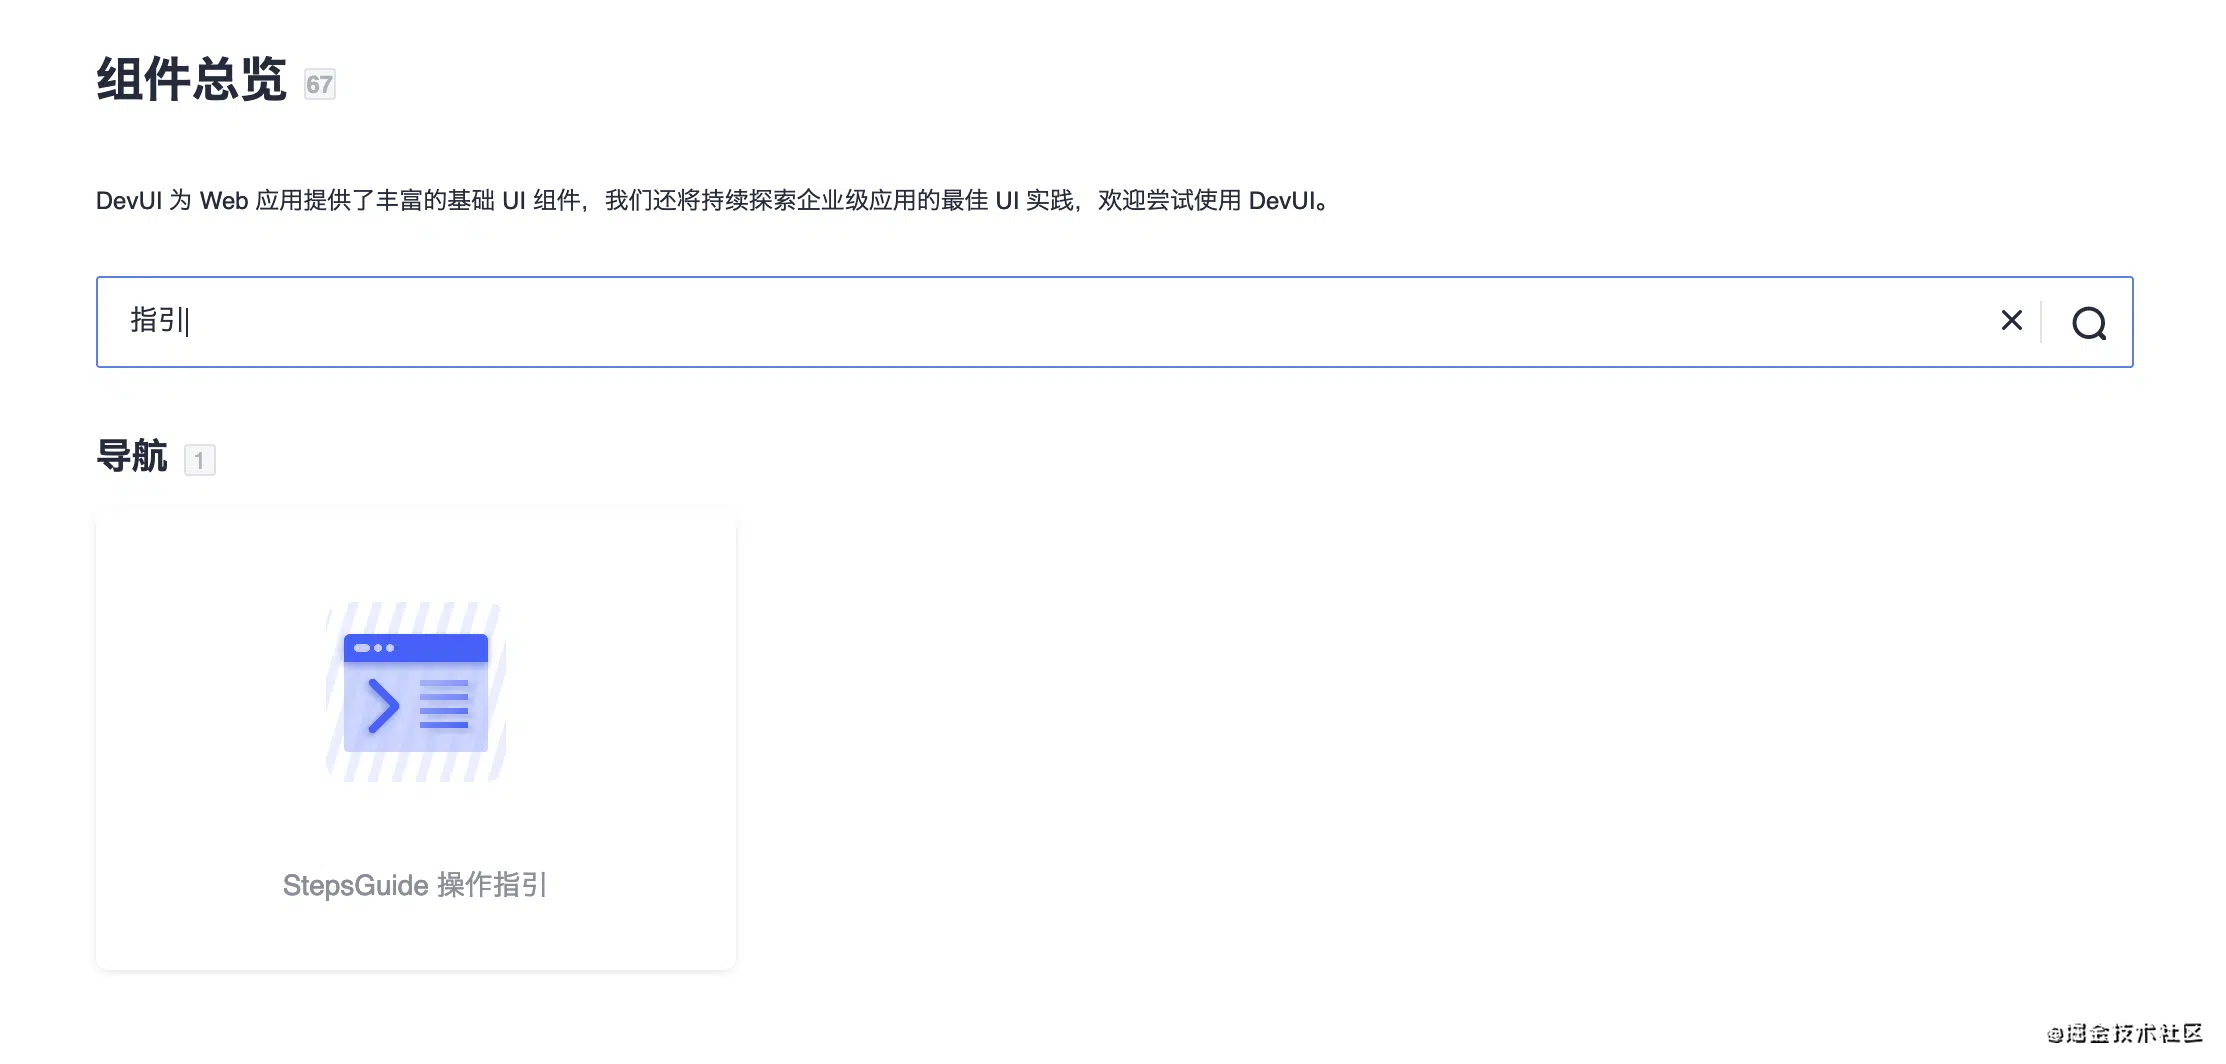 组件总览 67
DevUI 为 Web 应用提供了丰富的基础 UI 组件，我们还将持续探索企业级应用的最佳 UI 实践，欢迎尝试使用 DevUI。
指引
导航 1
StepsGuide 操作指引
@掘金技术社区